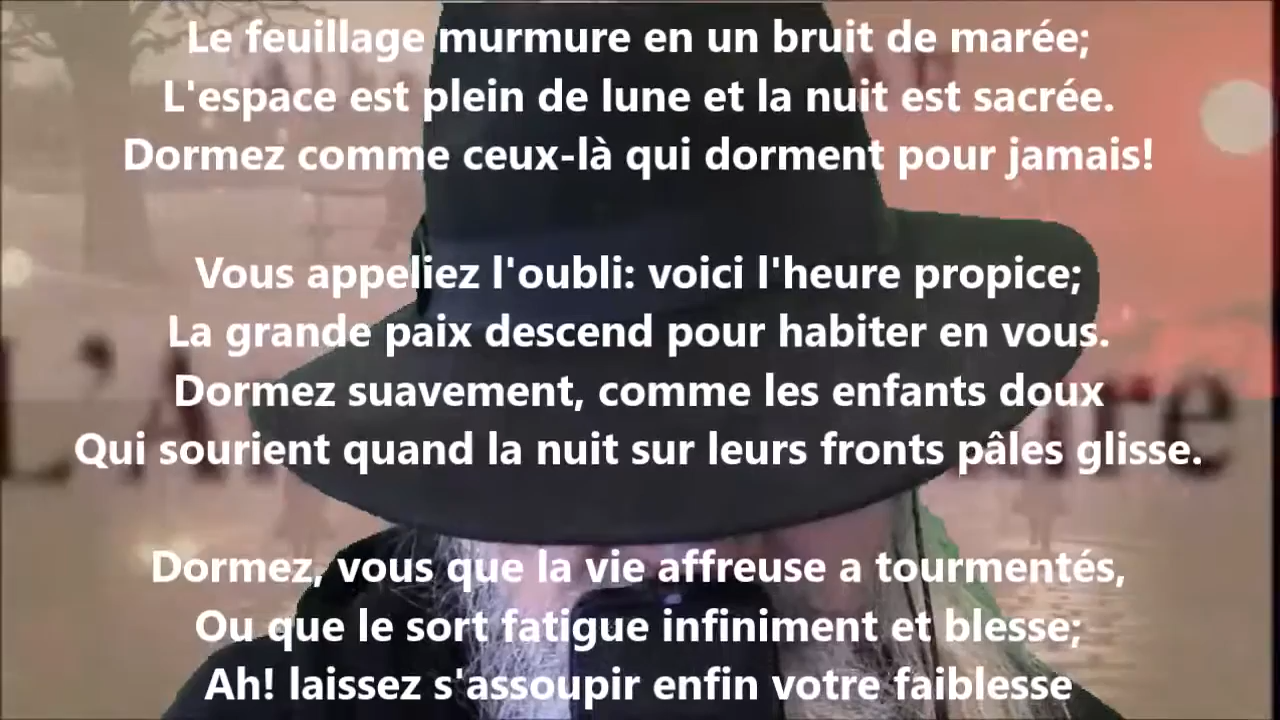 Le feuillage murmure en un bruit de marée;
L'espace est plein de lune et la nuit est sacrée.
Dormez comme ceux-là qui dorment pour jamais!
Vous appeliez l'oubli: voici l'heure propice;
La grande paix descend pour habiter en vous.
Dormez suavement, comme les enfants doux
Qui sourient quand la nuit sur leurs fronts pâles glisse.
Dormez, vous que la vie affreuse a tourmentés,
Ou que le sort fatigue infiniment et blesse;
Ah! laissez s'assoupir enfin votre faiblesse